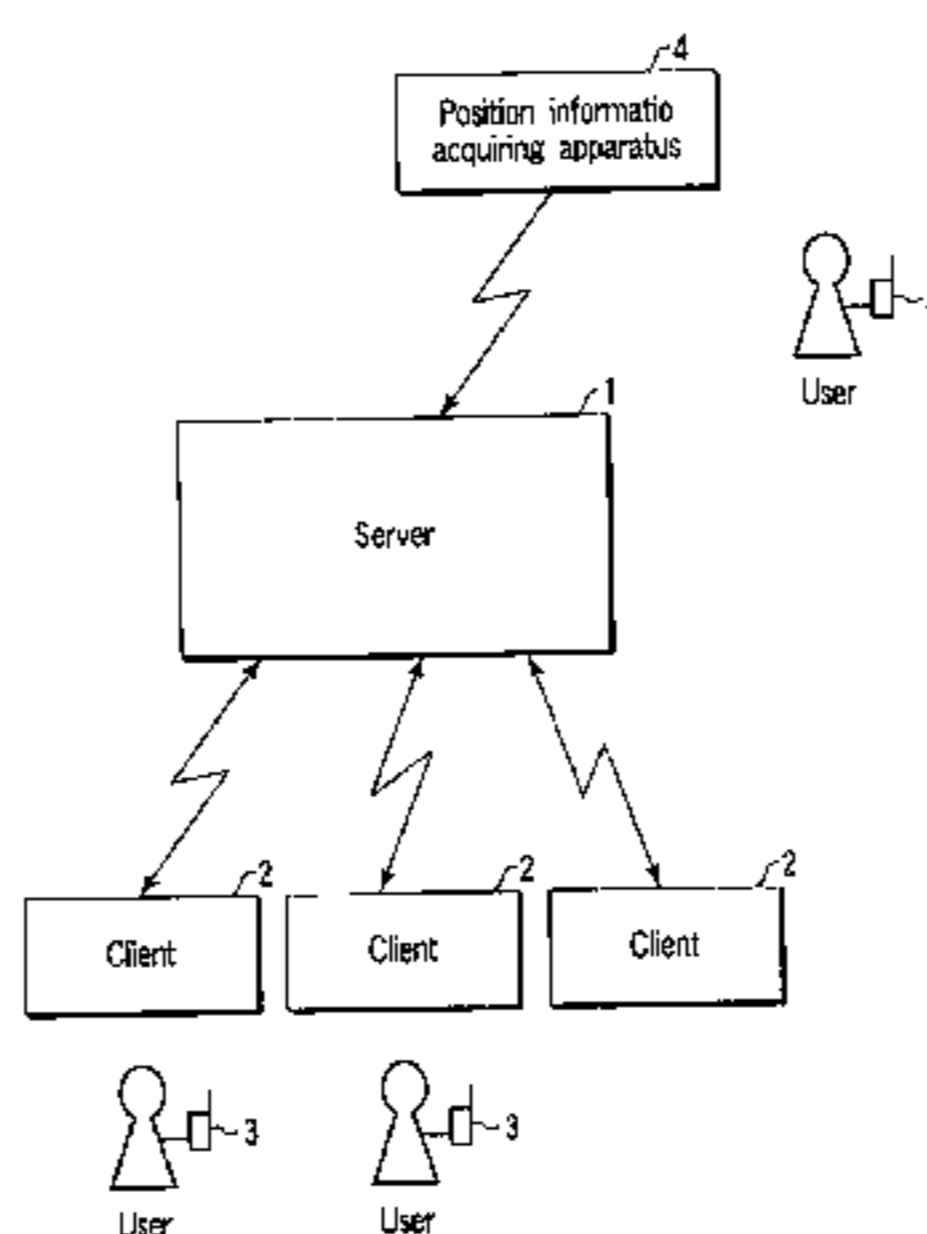 4
Position informatio
acquiring apparatus
User
1
Server
2
2
2
Client
Client
Client
3
3
User
User